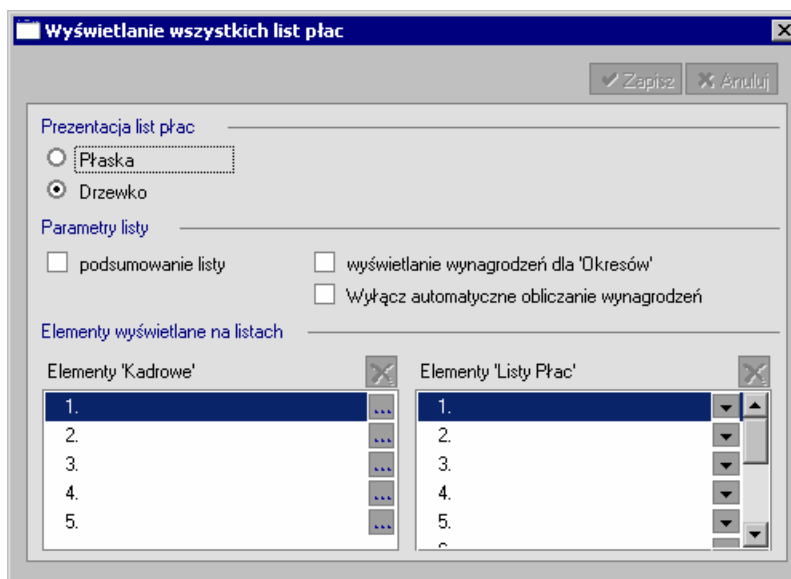 Wyświetlanie wszystkich list płac
Zapisz Anuluj
Prezentacja list płac
Płaska
Drzewko
Parametry listy
podsumowanie listy wyświetlanie wynagrodzeń dla 'Okresów'
Wyłącz automatyczne obliczanie wynagrodzeń
Elementy wyświetlane na listach
Elementy 'Kadrowe' Elementy 'Listy Płac'
1. ... 1.
2. ... 2.
3. ... 3.
4. ... 4.
5. ... 5.